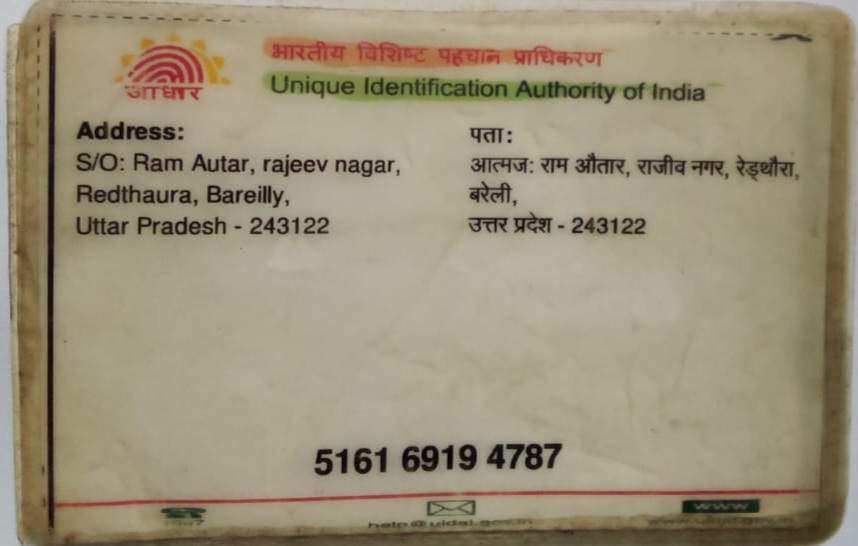 भारतीय विशिष्ट पहचान प्राधिकरण
आधार
Unique Identification Authority of India
Address:
S/O: Ram Autar, rajeev nagar,
Redthaura, Bareilly,
Uttar Pradesh - 243122
पता:
आत्मज: राम औतार, राजीव नगर, रेड्थौरा,
बरेली,
उत्तर प्रदेश - 243122
5161 6919 4787
www